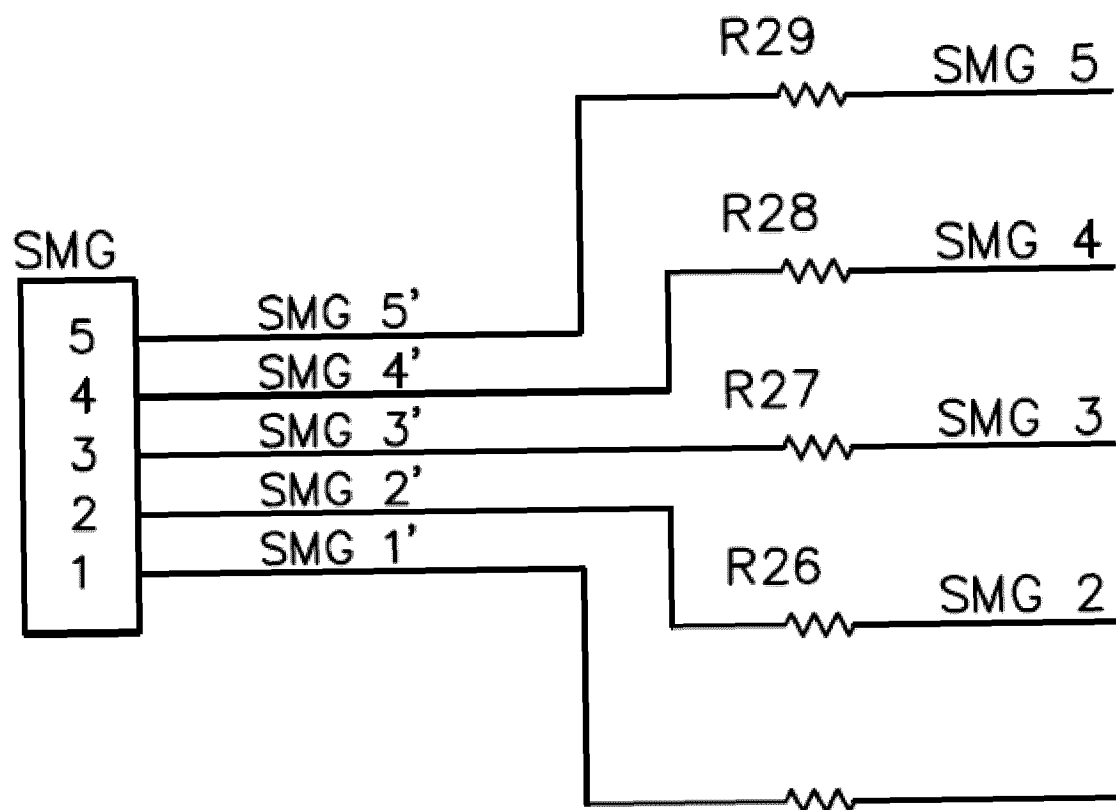 R29
SMG 5
R28
SMG 4
SMG
5
SMG 5'
4
SMG 4'
R27
SMG 3
3
SMG 3'
2
SMG 2'
1
SMG 1'
R26
SMG 2